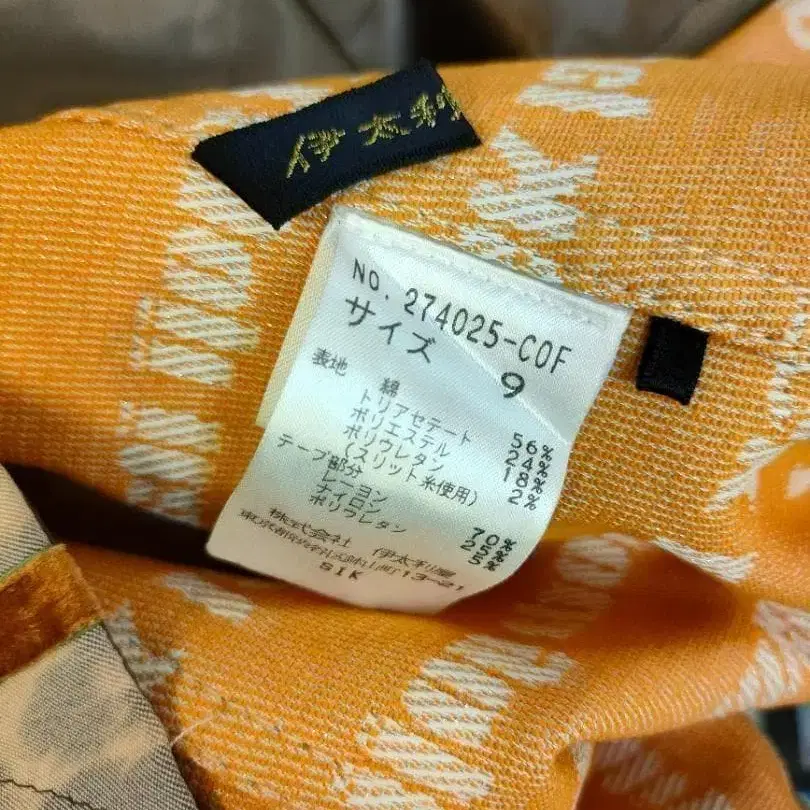 伊太利
No. 274025-COF
サイズ 9
表地 綿 56%
トリアセテート 24%
ポリエステル 18%
ポリウレタン 2%
(スリット糸使用)
テープ部分
レーヨン 70%
ナイロン 25%
ポリウレタン 5%
株式会社 伊太利屋
13-21
SIK